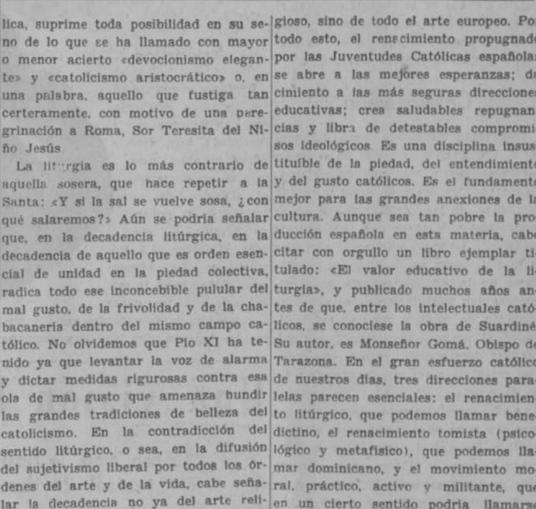 lica, suprime toda posibilidad en su se-
no de lo que se ha llamado con mayor
o menor acierto «devocionismo elegan-
te» y «catolicismo aristocrático» o, en
una palabra, aquello que fustiga tan
certeramente, con motivo de una pere-
grinación a Roma, Sor Teresita del Ni-
ño Jesús.
La liturgia es lo más contrario de
aquella sosera, que hace repetir a la
Santa: «Y si la sal se vuelve sosa, ¿con
qué salaremos?» Aún se podría señalar
que, en la decadencia litúrgica, en la
decadencia de aquello que es orden esen-
cial de unidad en la piedad colectiva,
radica todo ese inconcebible pulular del
mal gusto, de la frivolidad y de la cha-
bacanería dentro del mismo campo ca-
tólico. No olvidemos que Pío XI ha te-
nido ya que levantar la voz de alarma
y dictar medidas rigurosas contra esa
ola de mal gusto que amenaza hundir
las grandes tradiciones de belleza del
catolicismo. En la contradicción del
sentido litúrgico, o sea, en la difusión
del sujetivismo liberal por todos los ór-
denes del arte y de la vida, cabe seña-
lar la decadencia no ya del arte reli-
gioso, sino de todo el arte europeo. Po
todo esto, el renacimiento propugnado
por las Juventudes Católicas española
se abre a las mejores esperanzas; da
cimiento a las más seguras direccione
educativas; crea saludables repugnan
cias y libra de detestables compromi
sos ideológicos. Es una disciplina insus
tituible de la piedad, del entendimiento
y del gusto católicos. Es el fundamento
mejor para las grandes anexiones de la
cultura. Aunque sea tan pobre la pro
ducción española en esta materia, cabe
citar con orgullo un libro ejemplar ti
tulado: «El valor educativo de la li
turgia», y publicado muchos años an
tes de que, entre los intelectuales cató
licos, se conociese la obra de Suardiné
Su autor, es Monseñor Gomá, Obispo de
Tarazona. En el gran esfuerzo católico
de nuestros días, tres direcciones para
lelas parecen esenciales: el renacimien
to litúrgico, que podemos llamar bene
dictino, el renacimiento tomista (psico
lógico y metafísico), que podemos lla
mar dominicano, y el movimiento mo
ral, práctico, activo y militante, que
en un cierto sentido podría llamarse